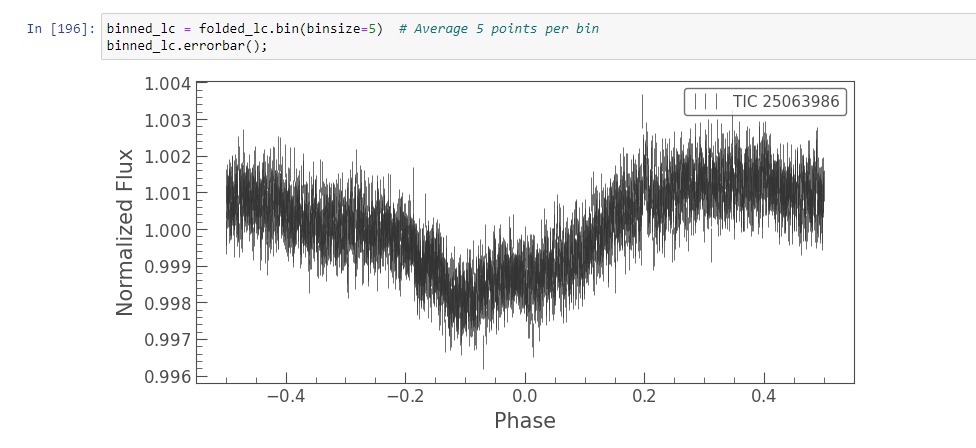 In [196]: binned_lc = folded_lc.bin(binsize=5)  # Average 5 points per bin
binned_lc.errorbar();
TIC 25063986
1.004
1.003
1.002
1.001
1.000
0.999
0.998
0.997
0.996
Normalized Flux
−0.4 −0.2 0.0 0.2 0.4
Phase